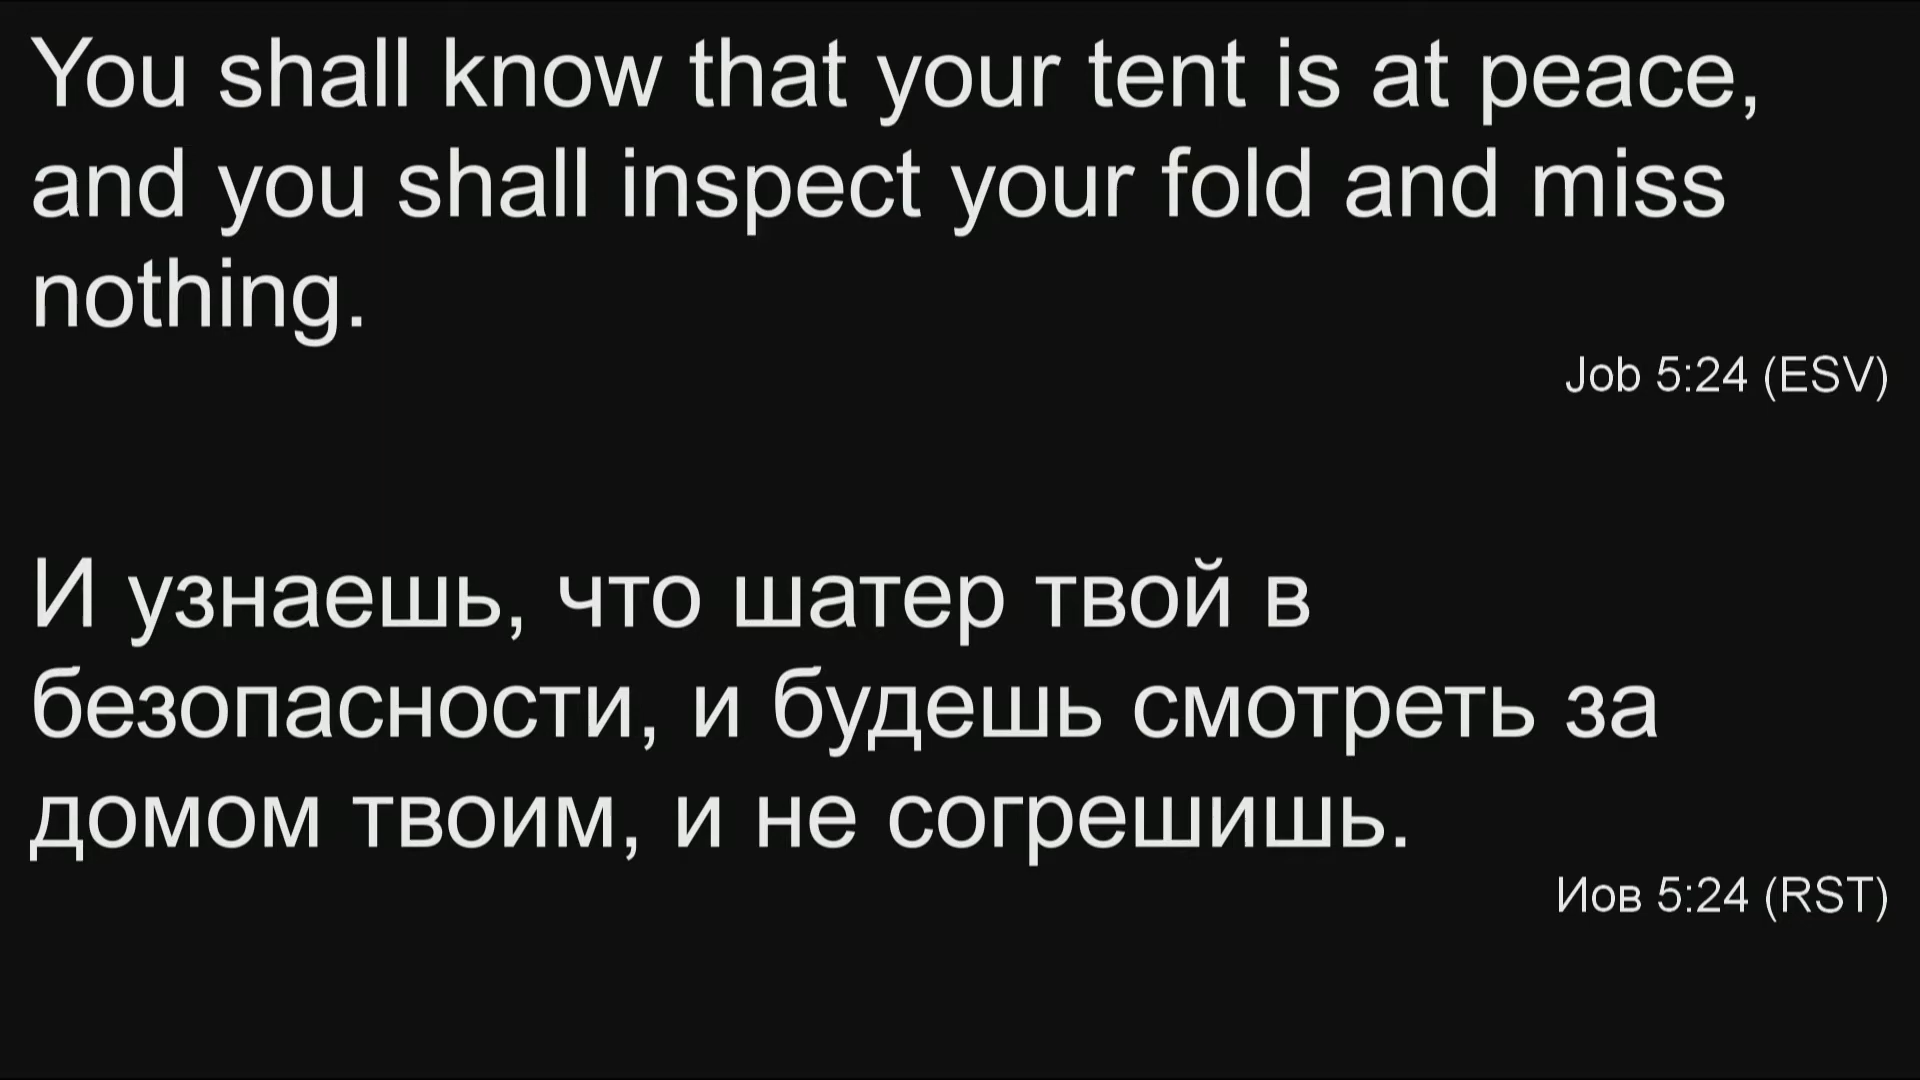 You shall know that your tent is at peace,
and you shall inspect your fold and miss
nothing.
Job 5:24 (ESV)
И узнаешь, что шатер твой в
безопасности, и будешь смотреть за
домом твоим, и не согрешишь.
Иов 5:24 (RST)